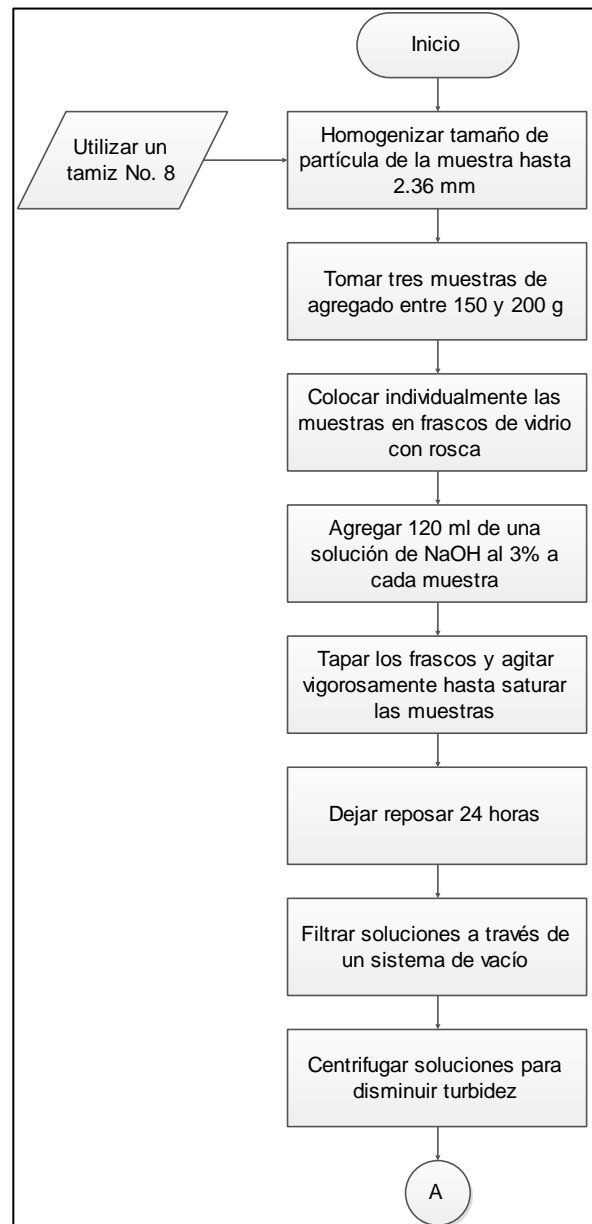 Inicio
Utilizar un
tamiz No. 8
Homogenizar tamaño de
partícula de la muestra hasta
2.36 mm
Tomar tres muestras de
agregado entre 150 y 200 g
Colocar individualmente las
muestras en frascos de vidrio
con rosca
Agregar 120 ml de una
solución de NaOH al 3% a
cada muestra
Tapar los frascos y agitar
vigorosamente hasta saturar
las muestras
Dejar reposar 24 horas
Filtrar soluciones a través de
un sistema de vacío
Centrifugar soluciones para
disminuir turbidez
A